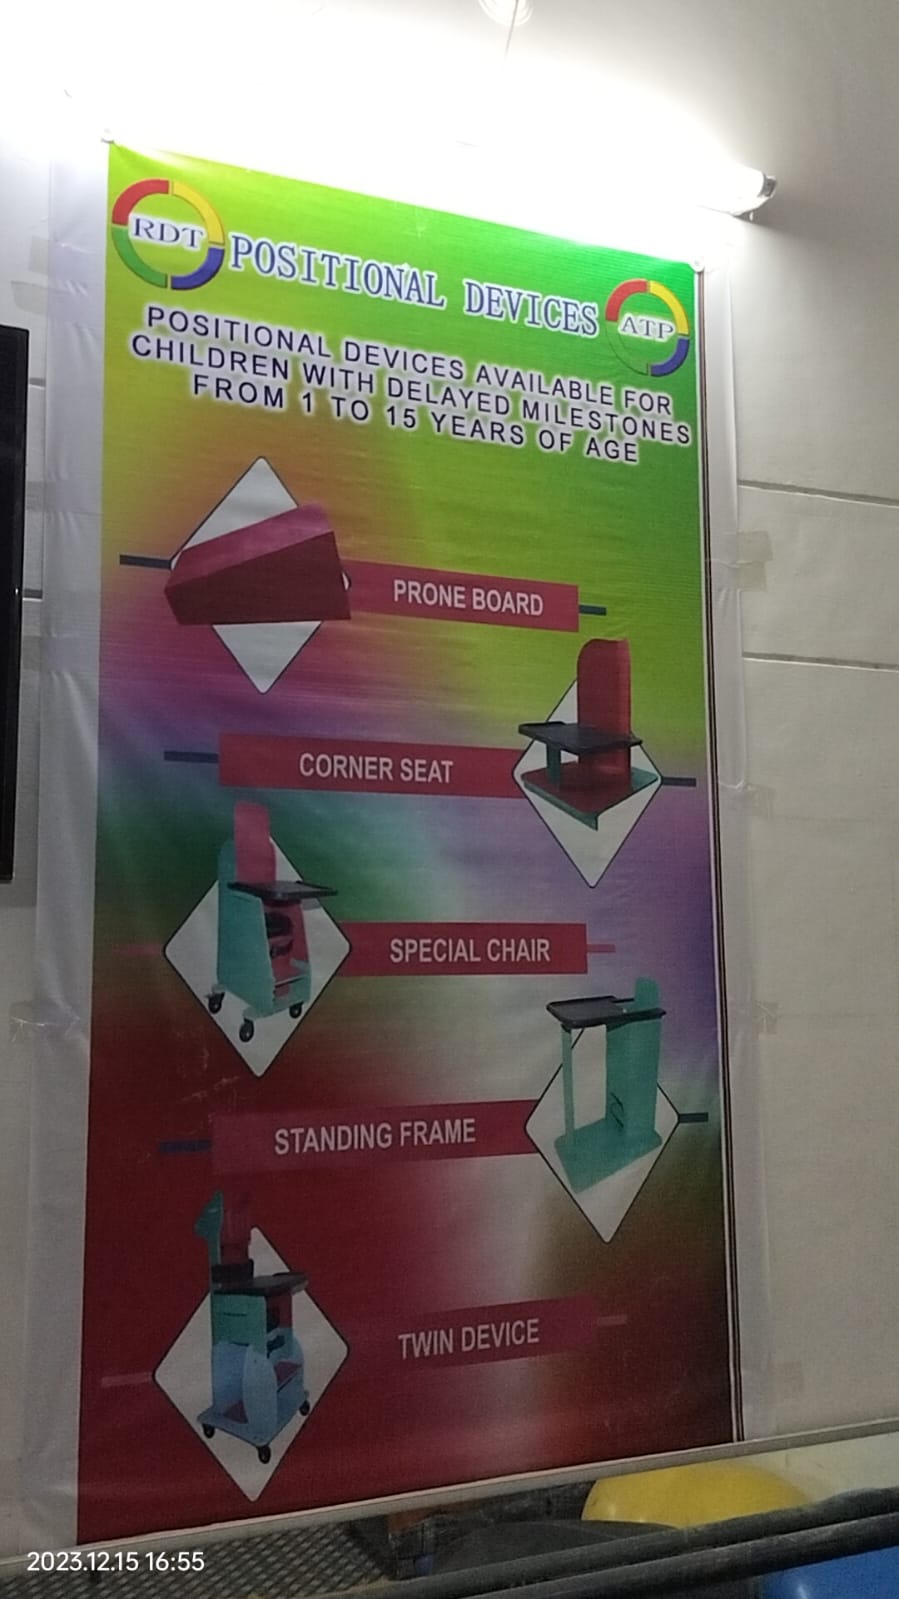 RDT
POSITIONAL DEVICES
ATP
POSITIONAL DEVICES AVAILABLE FOR
CHILDREN WITH DELAYED MILESTONES
FROM 1 TO 15 YEARS OF AGE
PRONE BOARD
CORNER SEAT
SPECIAL CHAIR
STANDING FRAME
TWIN DEVICE
2023.12.15 16:55